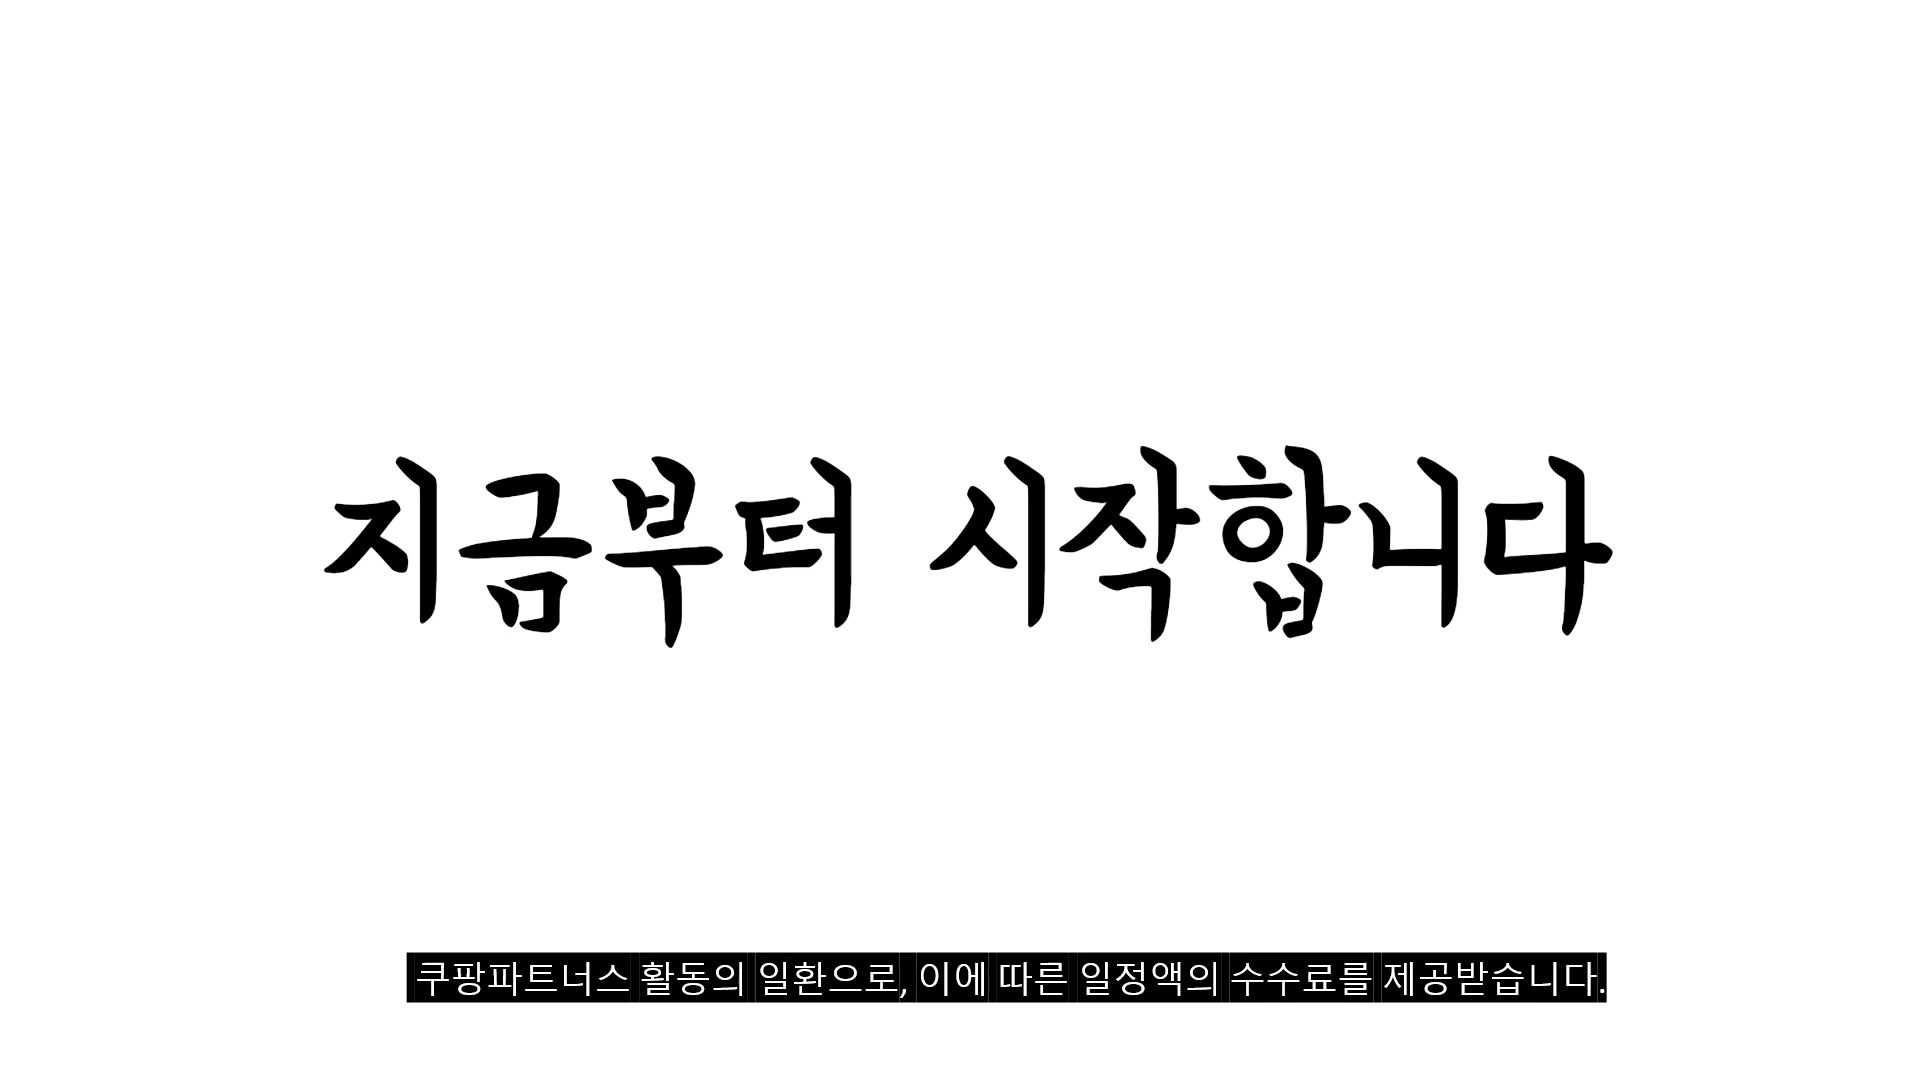 지금부터 시작합니다
쿠팡파트너스 활동의 일환으로, 이에 따른 일정액의 수수료를 제공받습니다.